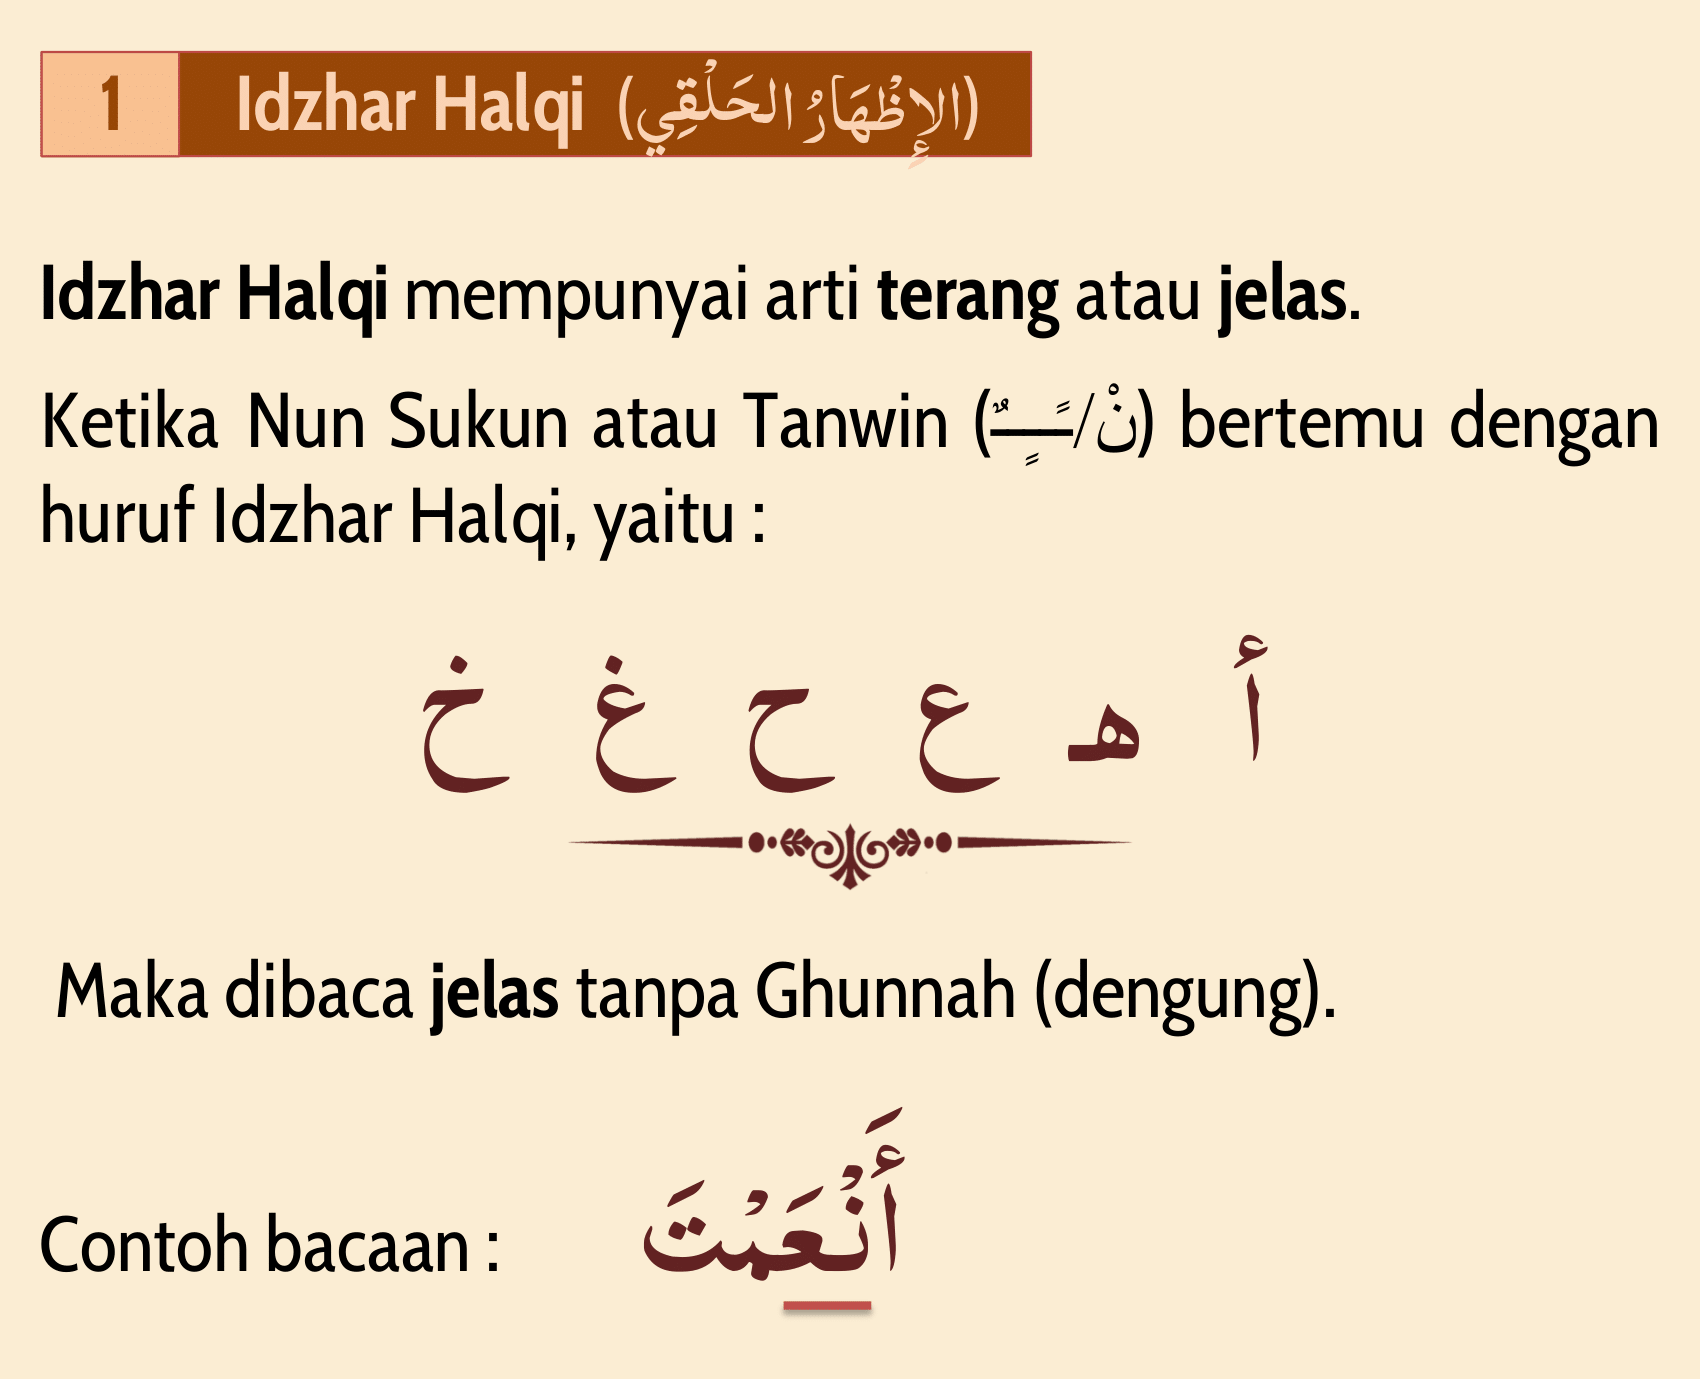 1 Idzhar Halqi (الإِظْهَارُ الحَلْقِي)
Idzhar Halqi mempunyai arti terang atau jelas.
Ketika Nun Sukun atau Tanwin (نْ/ـًـٍـٌ) bertemu dengan
huruf Idzhar Halqi, yaitu :
أ هـ ع ح غ خ
Maka dibaca jelas tanpa Ghunnah (dengung).
Contoh bacaan : أَنْعَمْتَ